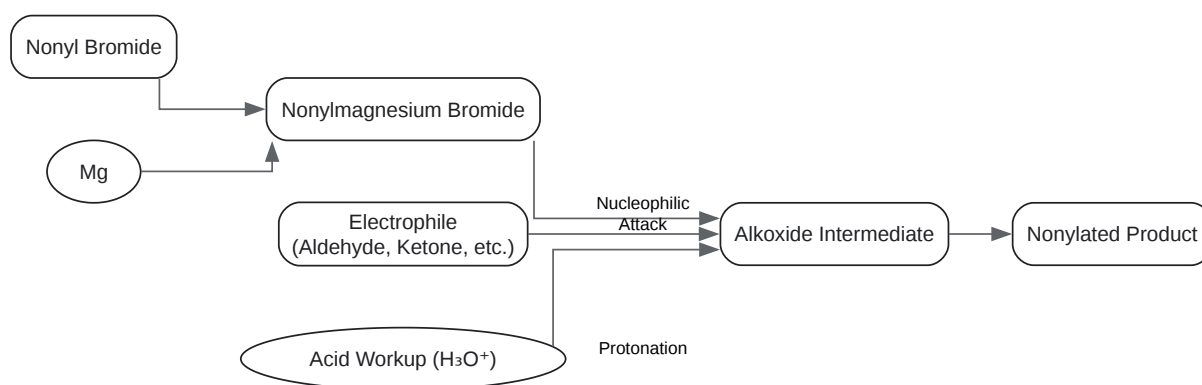 Nonyl Bromide
Nonylmagnesium Bromide
Mg
Nucleophilic
Attack
Electrophile
(Aldehyde, Ketone, etc.)
Alkoxide Intermediate
Nonylated Product
Acid Workup (H₃O⁺)
Protonation